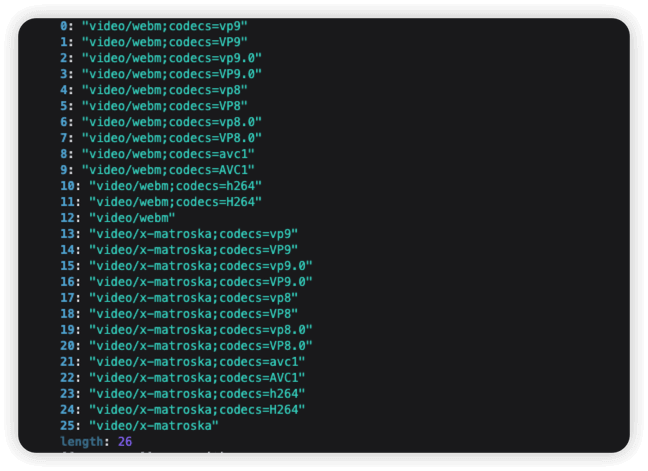 0: "video/webm;codecs=vp9"
1: "video/webm;codecs=VP9"
2: "video/webm;codecs=vp9.0"
3: "video/webm;codecs=VP9.0"
4: "video/webm;codecs=vp8"
5: "video/webm;codecs=VP8"
6: "video/webm;codecs=vp8.0"
7: "video/webm;codecs=VP8.0"
8: "video/webm;codecs=avc1"
9: "video/webm;codecs=AVC1"
10: "video/webm;codecs=h264"
11: "video/webm;codecs=H264"
12: "video/webm"
13: "video/x-matroska;codecs=vp9"
14: "video/x-matroska;codecs=VP9"
15: "video/x-matroska;codecs=vp9.0"
16: "video/x-matroska;codecs=VP9.0"
17: "video/x-matroska;codecs=vp8"
18: "video/x-matroska;codecs=VP8"
19: "video/x-matroska;codecs=vp8.0"
20: "video/x-matroska;codecs=VP8.0"
21: "video/x-matroska;codecs=avc1"
22: "video/x-matroska;codecs=AVC1"
23: "video/x-matroska;codecs=h264"
24: "video/x-matroska;codecs=H264"
25: "video/x-matroska"
length: 26